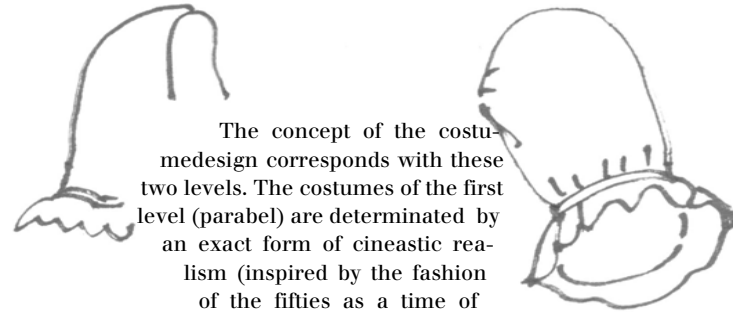 The concept of the costu-
medesign corresponds with these
two levels. The costumes of the first
level (parabel) are determinated by
an exact form of cineastic rea-
lism (inspired by the fashion
of the fifties as a time of